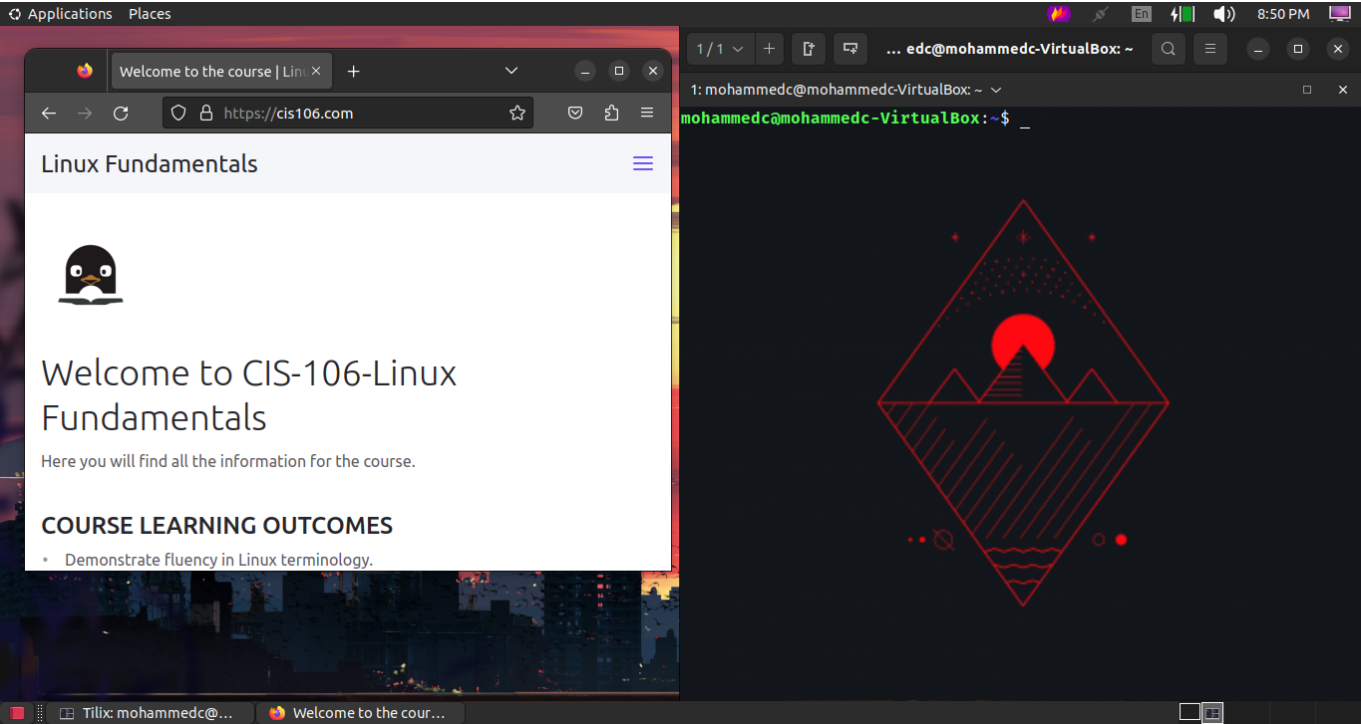 Applications Places
En 8:50 PM
Welcome to the course | Linu
https://cis106.com
Linux Fundamentals
Welcome to CIS-106-Linux
Fundamentals
Here you will find all the information for the course.
COURSE LEARNING OUTCOMES
• Demonstrate fluency in Linux terminology.
1 / 1
... edc@mohammedc-VirtualBox: ~
1: mohammedc@mohammedc-VirtualBox: ~
mohammedc@mohammedc-VirtualBox:~$ _
Tilix: mohammedc@...
Welcome to the cour...